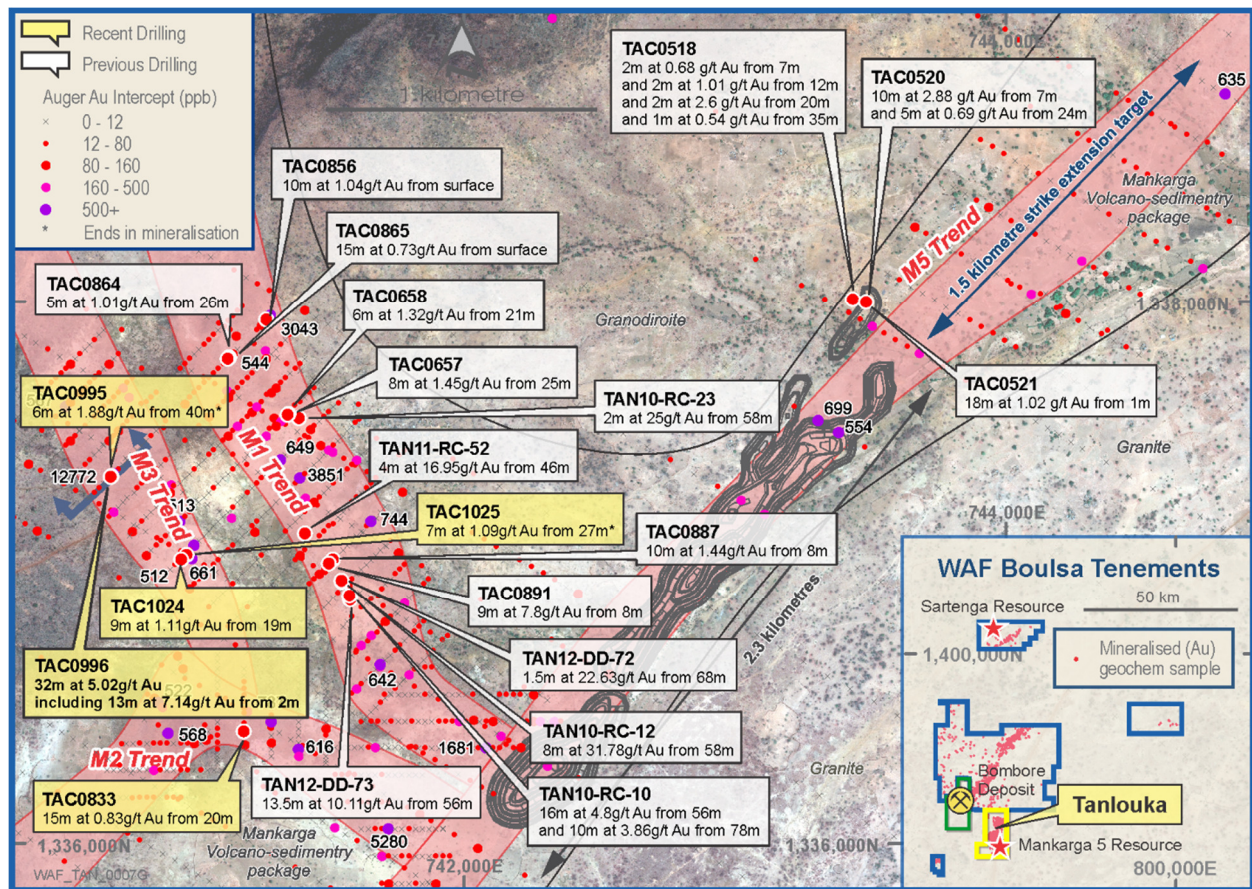 Recent Drilling
Previous Drilling
Auger Au Intercept (ppb)
0 - 12
12 - 80
80 - 160
160 - 500
500+
* Ends in mineralisation
1 kilometre
744,000E
TAC0518
2m at 0.68 g/t Au from 7m
and 2m at 1.01 g/t Au from 12m
and 2m at 2.6 g/t Au from 20m
and 1m at 0.54 g/t Au from 35m
TAC0520
10m at 2.88 g/t Au from 7m
and 5m at 0.69 g/t Au from 24m
635
1.5 kilometre strike extension target
Mankarga
Volcano-sedimentry
package
M5 Trend
TAC0856
10m at 1.04g/t Au from surface
TAC0865
15m at 0.73g/t Au from surface
TAC0864
5m at 1.01g/t Au from 26m
TAC0658
6m at 1.32g/t Au from 21m
3043
544
Granodiroite
1,338,000N
TAC0657
8m at 1.45g/t Au from 25m
TAC0995
6m at 1.88g/t Au from 40m*
TAN10-RC-23
2m at 25g/t Au from 58m
TAC0521
18m at 1.02 g/t Au from 1m
699
554
Granite
M1 Trend
649
3851
TAN11-RC-52
4m at 16.95g/t Au from 46m
12772
M3 Trend
513
744
TAC1025
7m at 1.09g/t Au from 27m*
744,000E
TAC0887
10m at 1.44g/t Au from 8m
512
661
TAC1024
9m at 1.11g/t Au from 19m
TAC0891
9m at 7.8g/t Au from 8m
2.3 kilometres
TAC0996
32m at 5.02g/t Au
including 13m at 7.14g/t Au from 2m
522
TAN12-DD-72
1.5m at 22.63g/t Au from 68m
642
TAN10-RC-12
8m at 31.78g/t Au from 58m
568
616
1681
M2 Trend
TAN12-DD-73
13.5m at 10.11g/t Au from 56m
TAN10-RC-10
16m at 4.8g/t Au from 56m
and 10m at 3.86g/t Au from 78m
Granite
TAC0833
15m at 0.83g/t Au from 20m
Mankarga
Volcano-sedimentry
package
5280
1,336,000N
742,000E
1,336,000N
WAF_TAN_0007G
WAF Boulsa Tenements
Sartenga Resource
50 km
1,400,000N
Mineralised (Au)
geochem sample
Bombore
Deposit
Tanlouka
Mankarga 5 Resource
800,000E